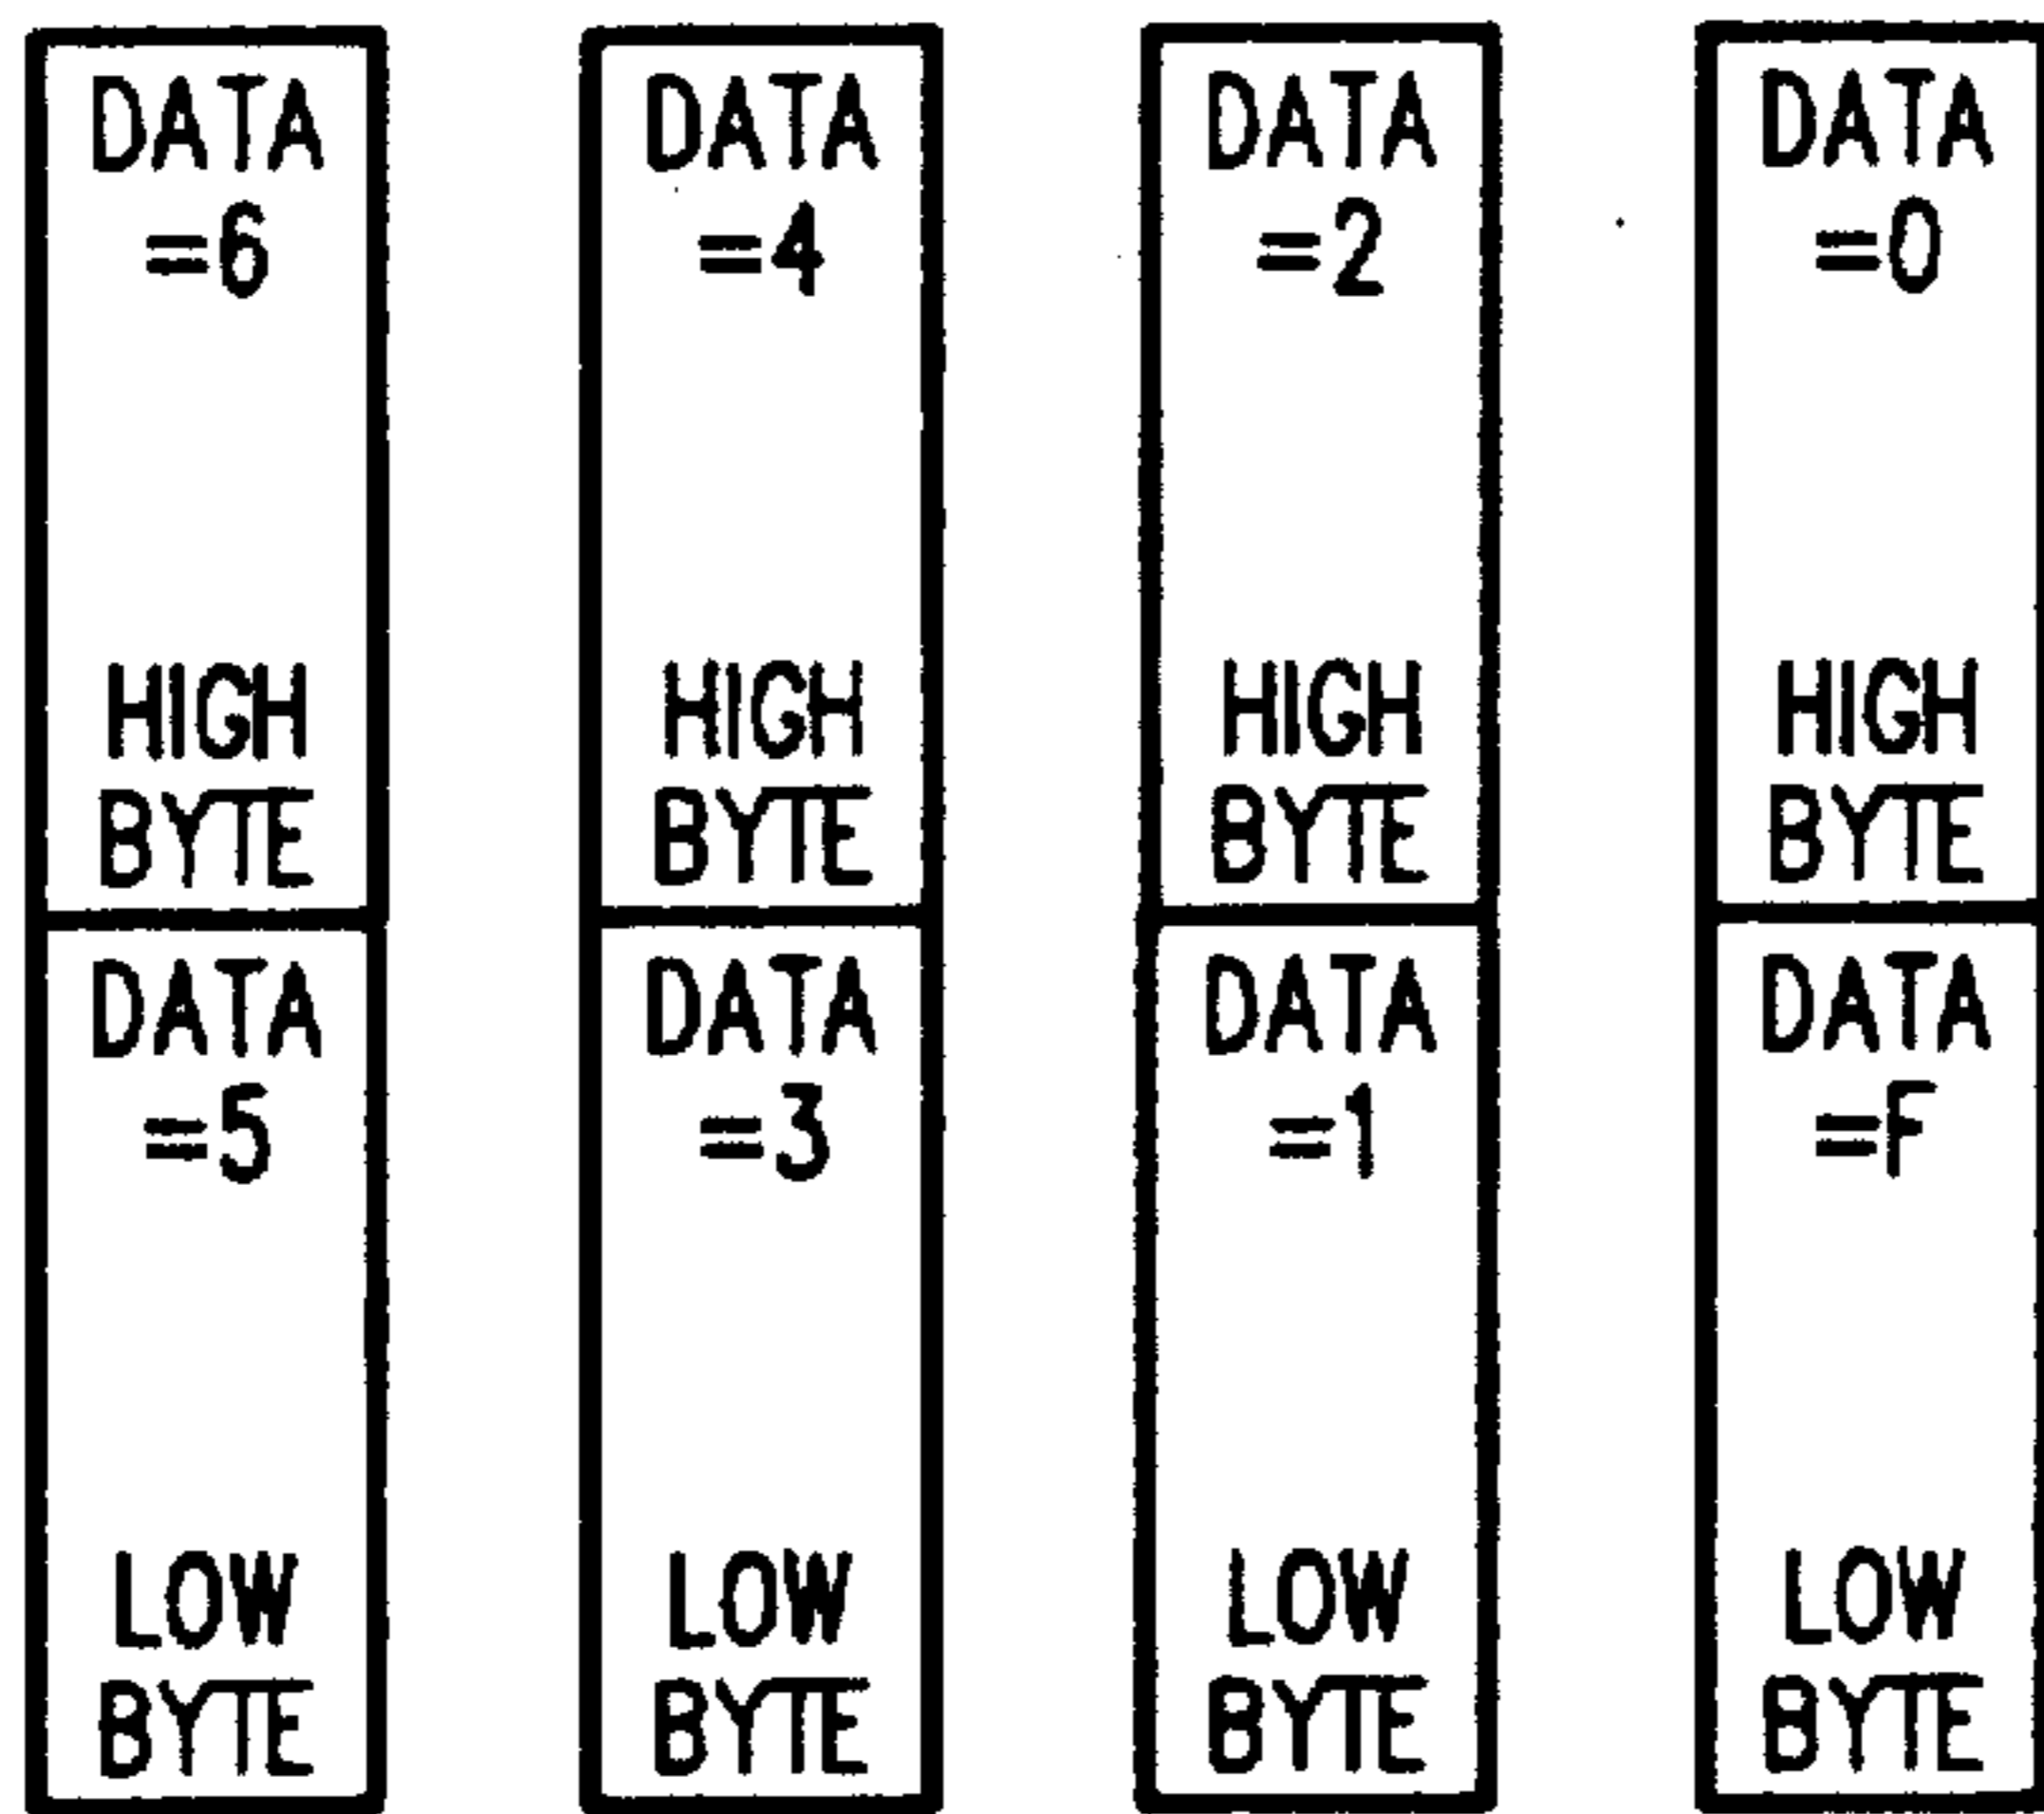 DATA
=6
HIGH
BYTE
DATA
=5
LOW
BYTE
DATA
=4
HIGH
BYTE
DATA
=3
LOW
BYTE
DATA
=2
HIGH
BYTE
DATA
=1
LOW
BYTE
DATA
=0
HIGH
BYTE
DATA
=F
LOW
BYTE